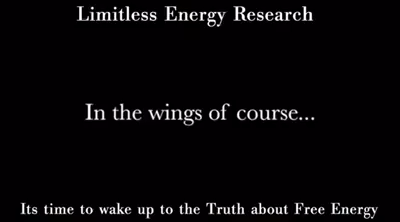 Limitless Energy Research
In the wings of course...
Its time to wake up to the Truth about Free Energy